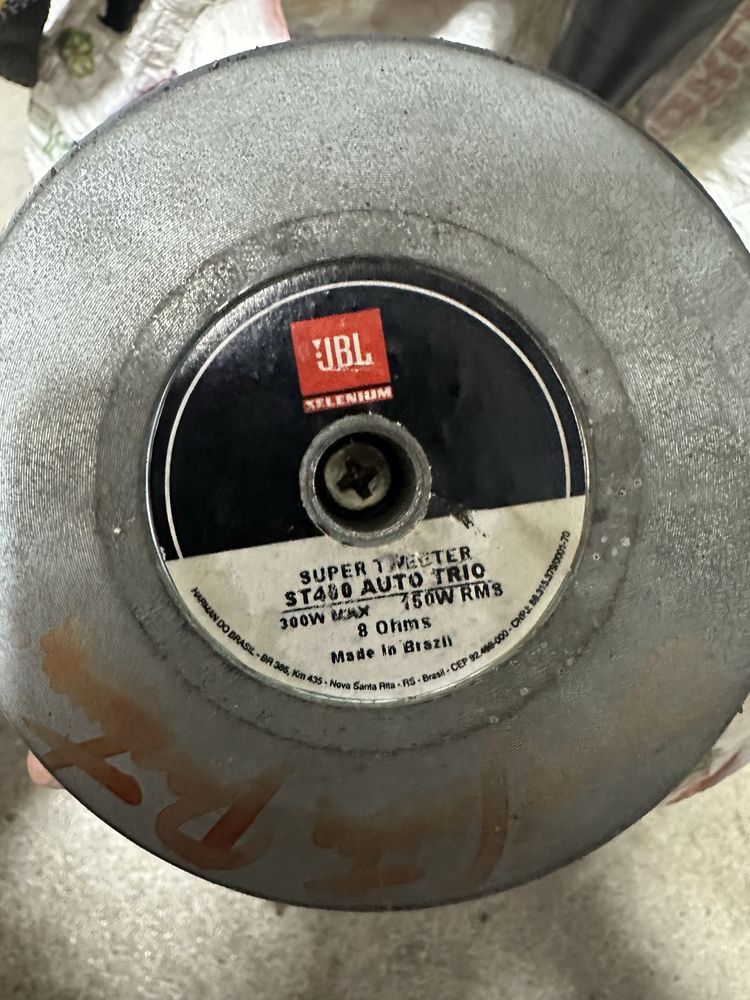 JBL
SELENIUM
SUPER TWEETER
ST400 AUTO TRIO
300W MAX 150W RMS
8 Ohms
Made in Brazil
HARMAN DO BRASIL - BR 386, Km 435 - Nova Santa Rita - RS - Brasil - CEP 92.480-000 - CNPJ: